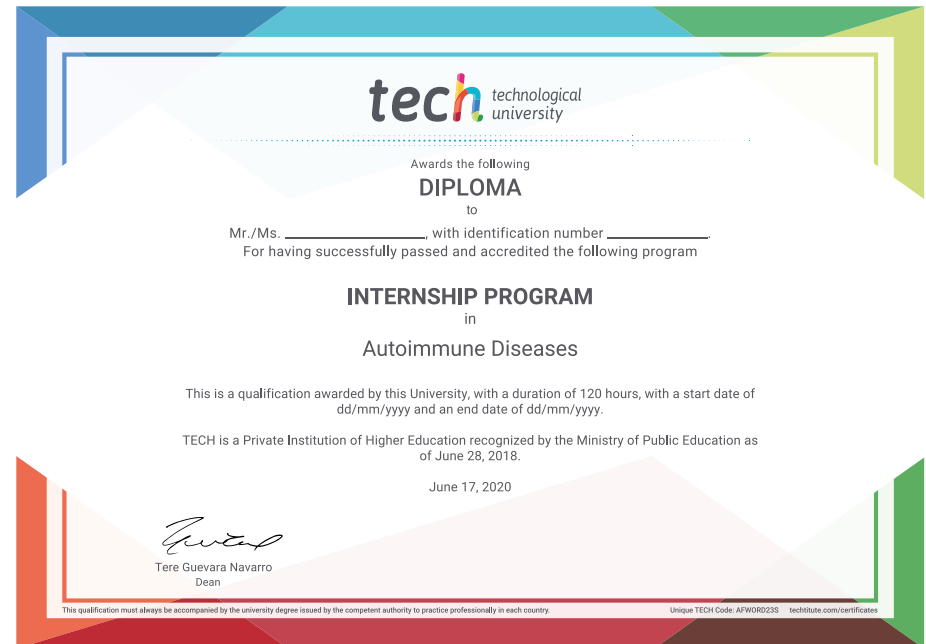 tech technological
university
Awards the following
DIPLOMA
to
Mr./Ms. ________________, with identification number ____________.
For having successfully passed and accredited the following program
INTERNSHIP PROGRAM
in
Autoimmune Diseases
This is a qualification awarded by this University, with a duration of 120 hours, with a start date of
dd/mm/yyyy and an end date of dd/mm/yyyy.
TECH is a Private Institution of Higher Education recognized by the Ministry of Public Education as
of June 28, 2018.
June 17, 2020
Tere Guevara Navarro
Dean
This qualification must always be accompanied by the university degree issued by the competent authority to practice professionally in each country. Unique TECH Code: AFWORD23S techtitute.com/certificates